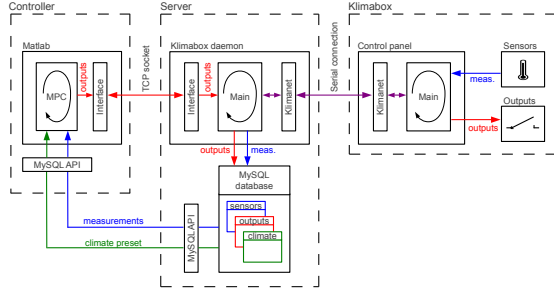 Controller
Server
Klimabox
Matlab
Klimabox daemon
Control panel
Sensors
MPC
outputs
Interface
TCP socket
Interface
outputs
Main
Klimanet
Serial connection
Klimanet
Main
meas.
Outputs
outputs
outputs
meas.
MySQL API
MySQL
database
sensors
outputs
climate
measurements
climate preset
MySQL API